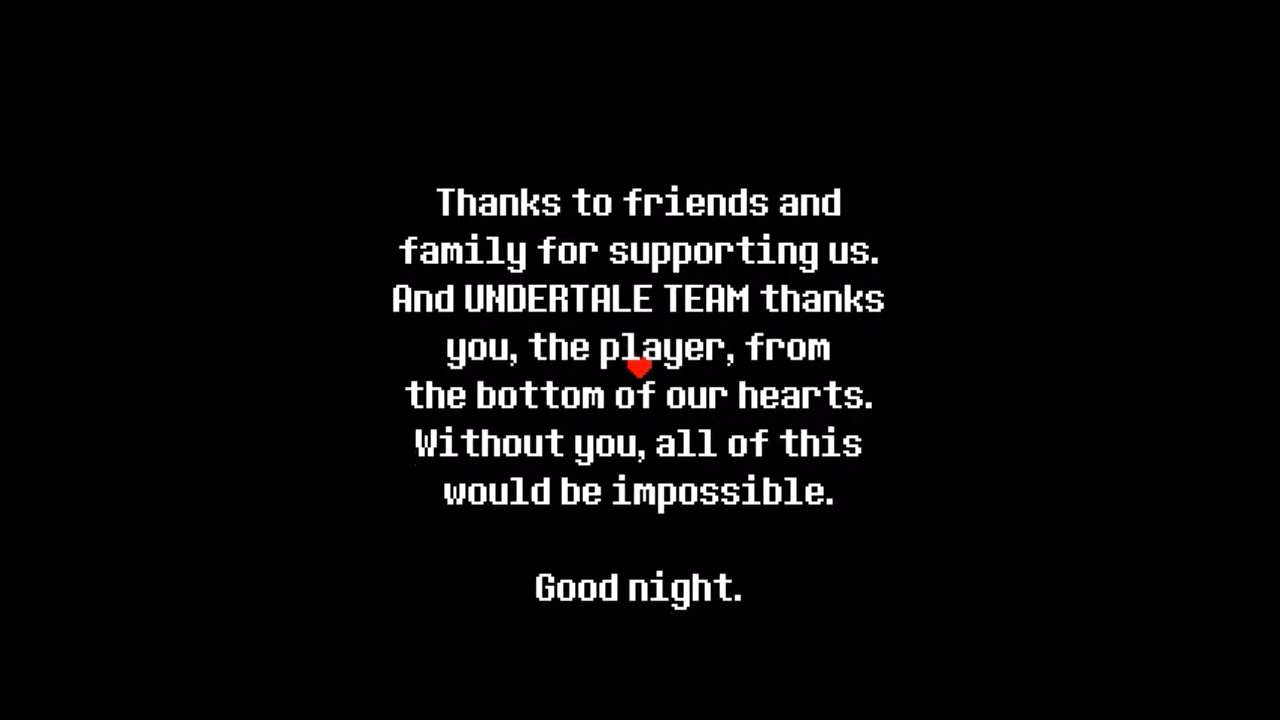 Thanks to friends and
family for supporting us.
And UNDERTALE TEAM thanks
you, the player, from
the bottom of our hearts.
Without you, all of this
would be impossible.
Good night.